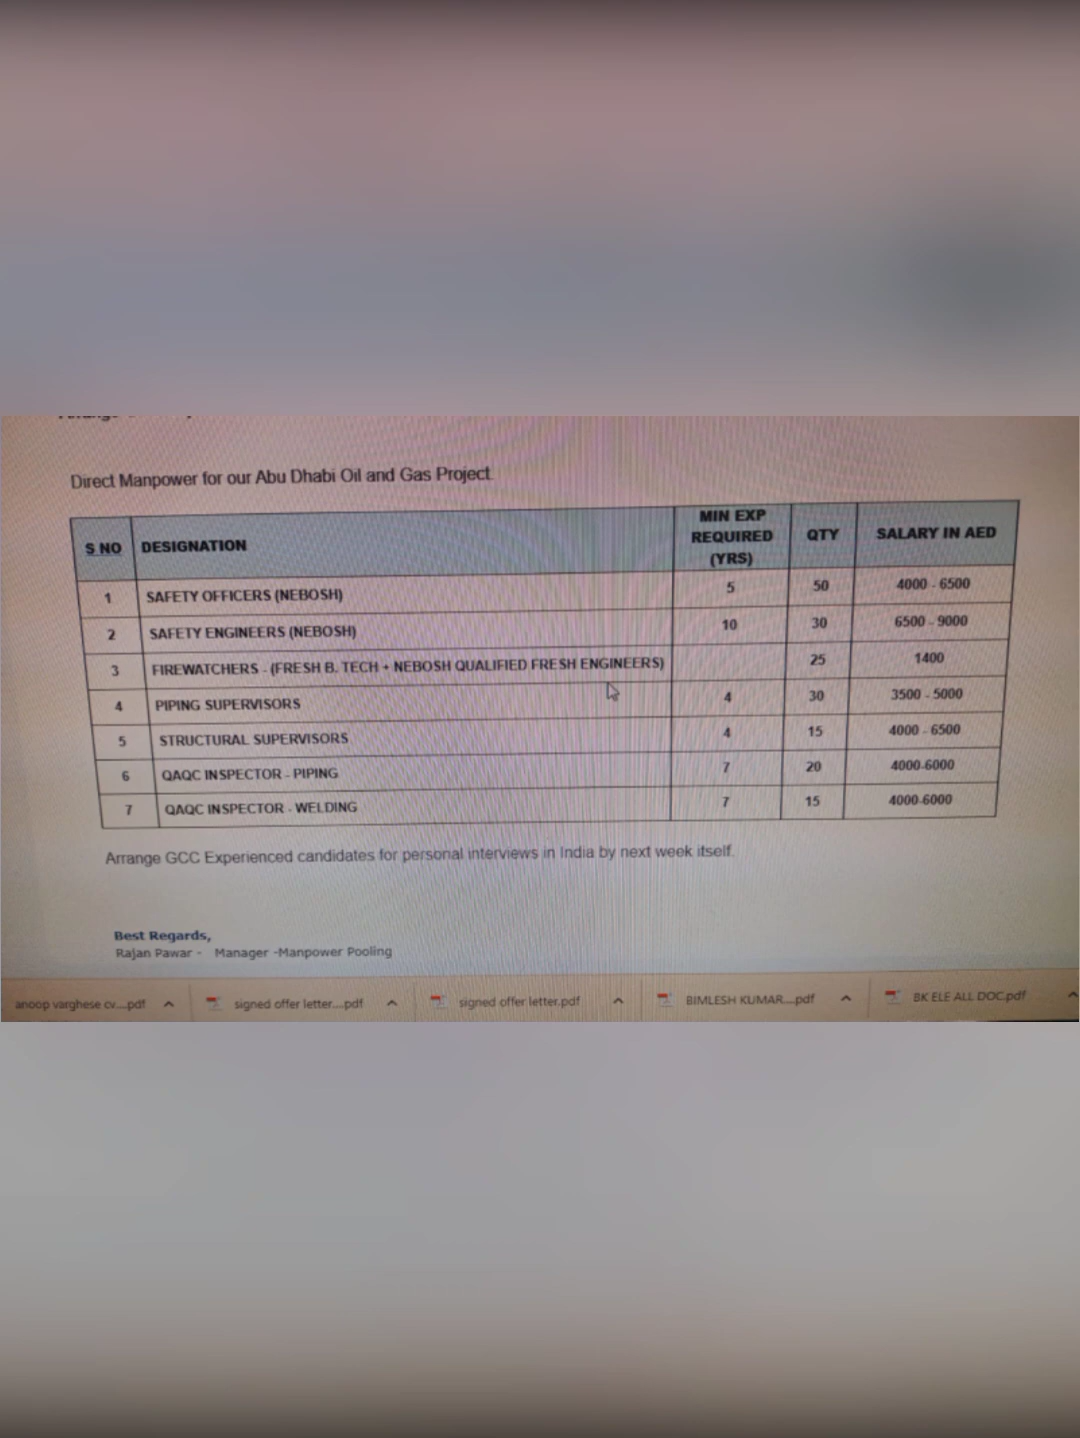 Direct Manpower for our Abu Dhabi Oil and Gas Project.
S NO DESIGNATION MIN EXP REQUIRED (YRS) QTY SALARY IN AED
1 SAFETY OFFICERS (NEBOSH) 5 50 4000 - 6500
2 SAFETY ENGINEERS (NEBOSH) 10 30 6500 - 9000
3 FIREWATCHERS - (FRESH B. TECH + NEBOSH QUALIFIED FRESH ENGINEERS) 25 1400
4 PIPING SUPERVISORS 4 30 3500 - 5000
5 STRUCTURAL SUPERVISORS 4 15 4000 - 6500
6 QAQC INSPECTOR - PIPING 7 20 4000-6000
7 QAQC INSPECTOR - WELDING 7 15 4000-6000
Arrange GCC Experienced candidates for personal interviews in India by next week itself.
Best Regards,
Rajan Pawar - Manager -Manpower Pooling
anoop varghese cv....pdf signed offer letter....pdf signed offer letter.pdf BIMLESH KUMAR....pdf BK ELE ALL DOC.pdf